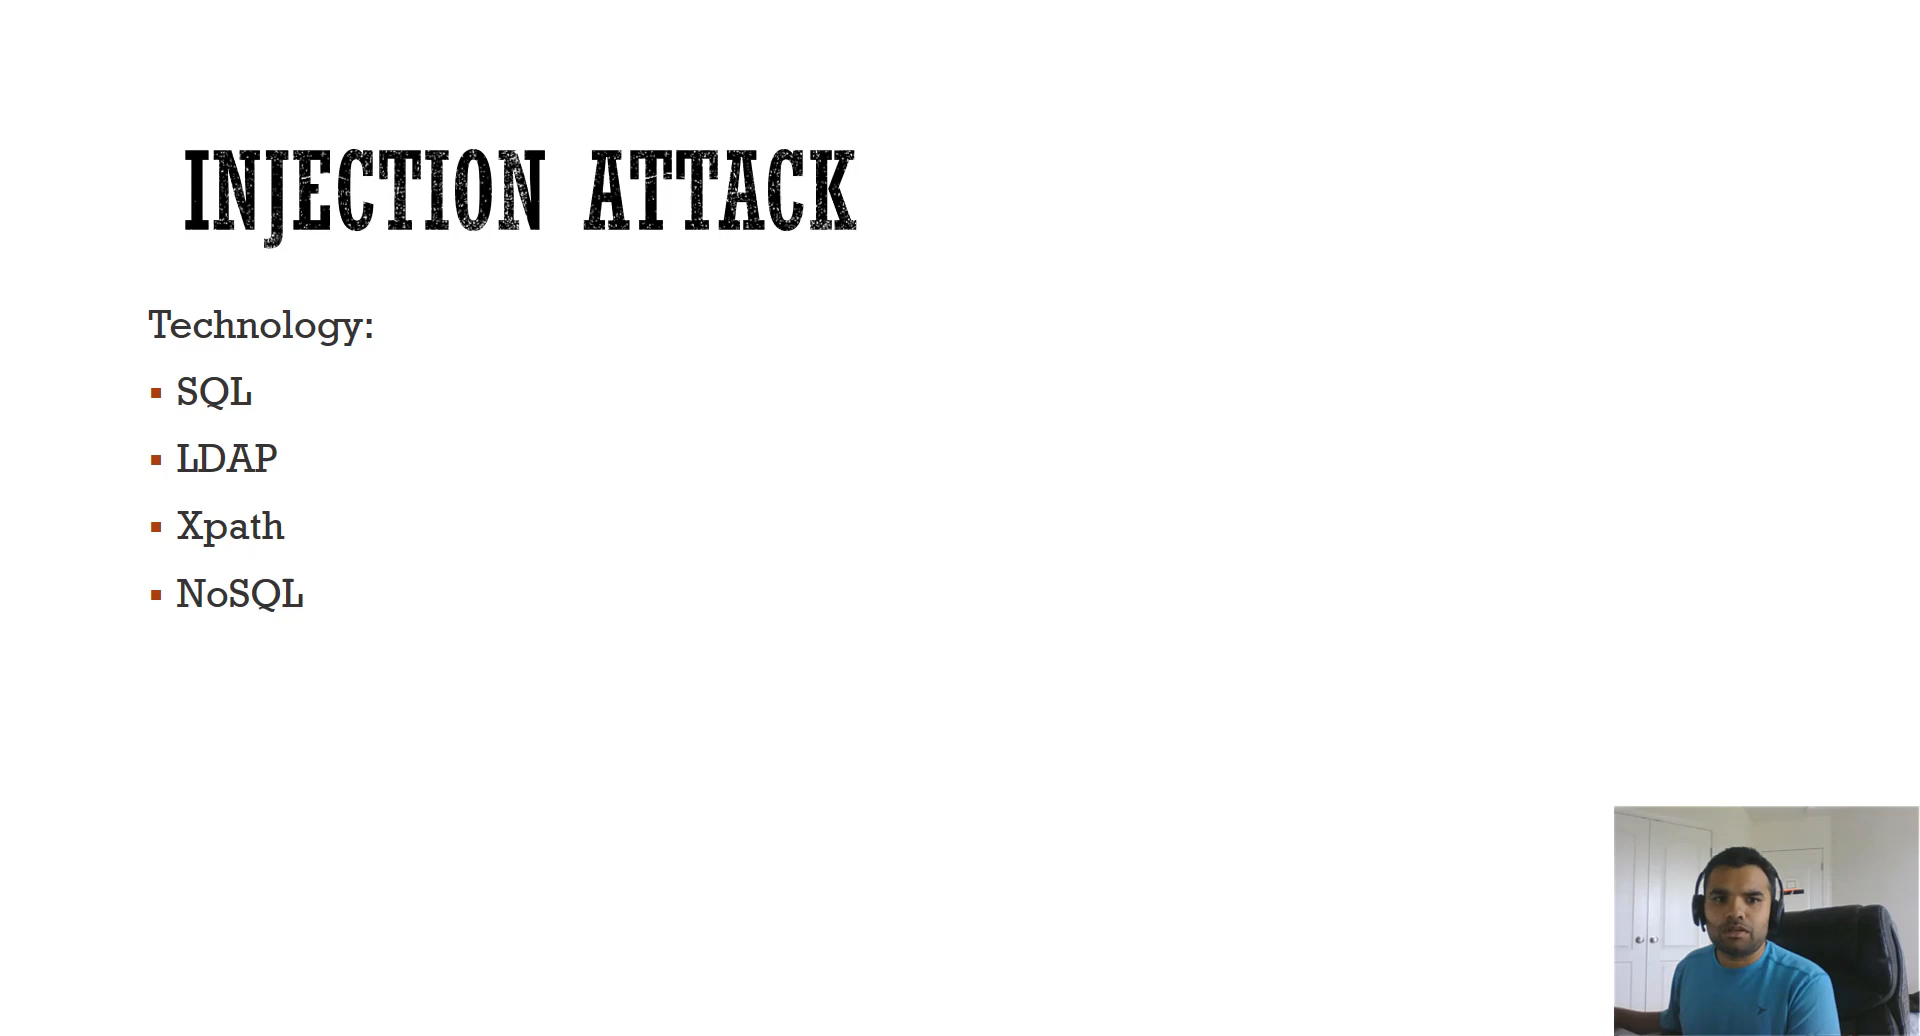 INJECTION ATTACK
Technology:
SQL
LDAP
Xpath
NoSQL